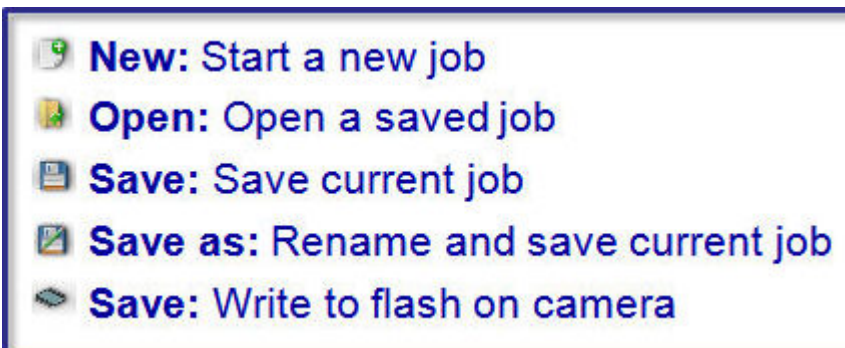 New: Start a new job
Open: Open a saved job
Save: Save current job
Save as: Rename and save current job
Save: Write to flash on camera